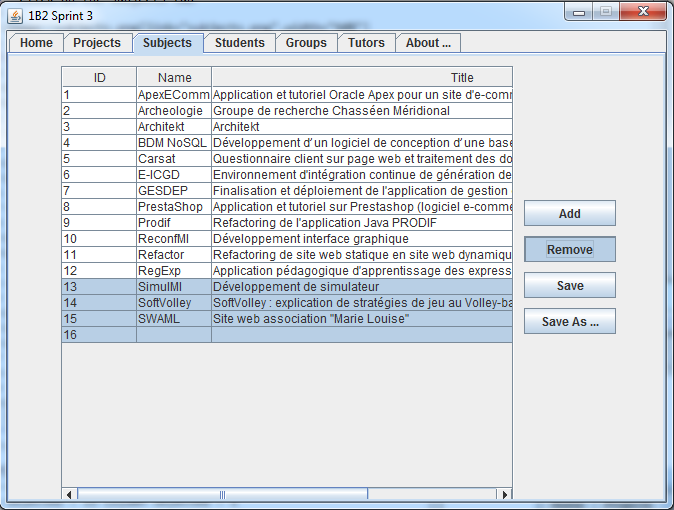 1B2 Sprint 3
Home Projects Subjects Students Groups Tutors About ...
ID Name Title
1 ApexEComm Application et tutoriel Oracle Apex pour un site d'e-comm
2 Archeologie Groupe de recherche Chasséen Méridional
3 Architekt Architekt
4 BDM NoSQL Développement d'un logiciel de conception d'une base
5 Carsat Questionnaire client sur page web et traitement des do
6 E-ICGD Environnement d'intégration continue de génération de
7 GESDEP Finalisation et déploiement de l'application de gestion
8 PrestaShop Application et tutoriel sur Prestashop (logiciel e-comme
9 Prodif Refactoring de l'application Java PRODIF
10 ReconfMI Développement interface graphique
11 Refactor Refactoring de site web statique en site web dynamiqu
12 RegExp Application pédagogique d'apprentissage des express
13 SimulMI Développement de simulateur
14 SoftVolley SoftVolley : explication de stratégies de jeu au Volley-ba
15 SWAML Site web association "Marie Louise"
16
Add
Remove
Save
Save As ...